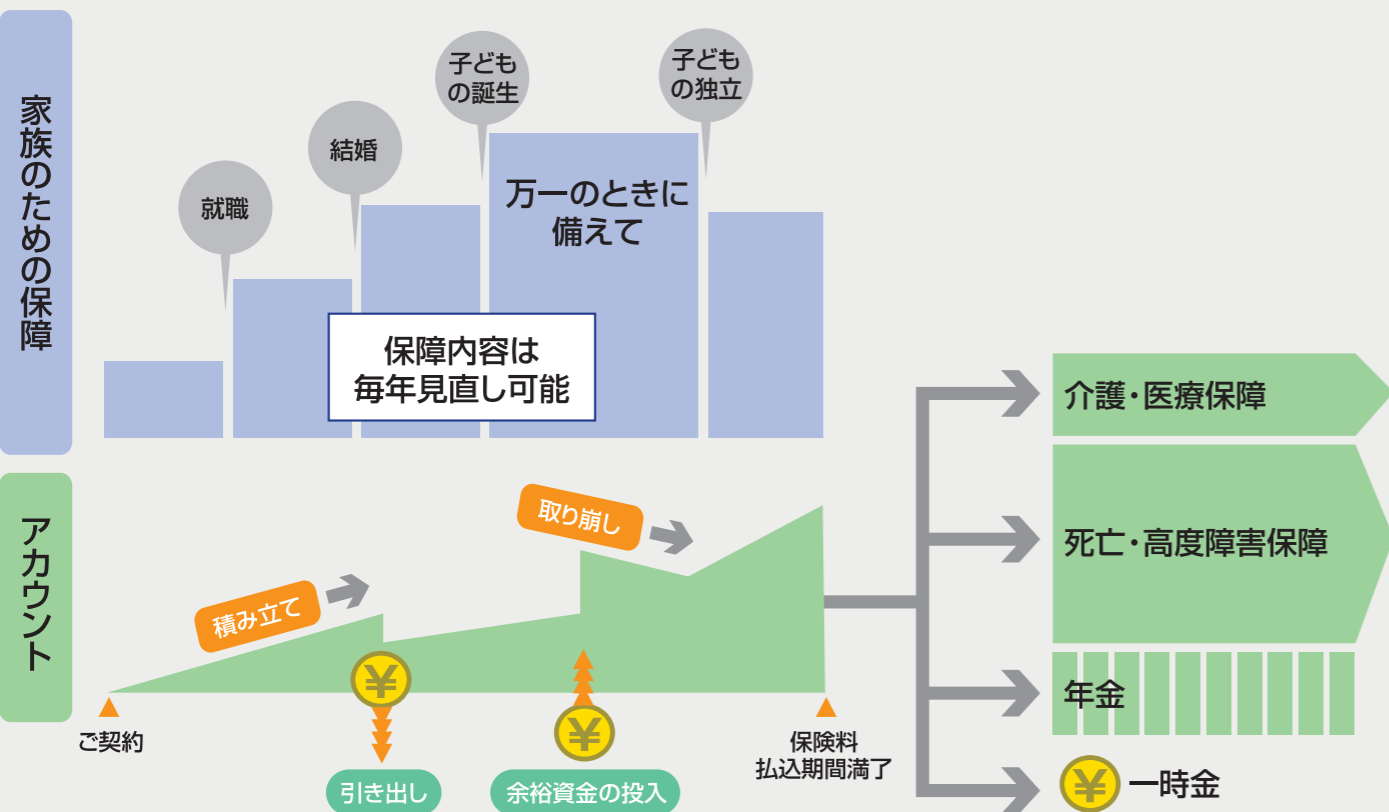 家族のための保障
就職
結婚
子ども
の誕生
子ども
の独立
万一のときに
備えて
保障内容は
毎年見直し可能
アカウント
積み立て
取り崩し
ご契約
引き出し
余裕資金の投入
保険料
払込期間満了
介護・医療保障
死亡・高度障害保障
年金
一時金
¥
¥
¥